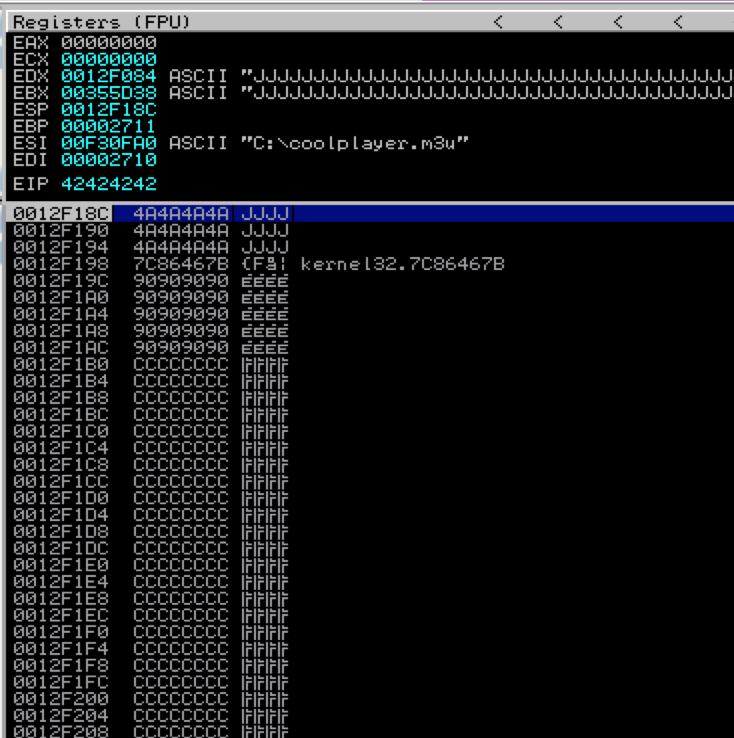 Registers (FPU) < < < <
EAX 00000000
ECX 00000000
EDX 0012F084 ASCII "JJJJJJJJJJJJJJJJJJJJJJJJJJJJJJJJ
EBX 00355D38 ASCII "JJJJJJJJJJJJJJJJJJJJJJJJJJJJJJJJ
ESP 0012F18C
EBP 00002711
ESI 00F30FA0 ASCII "C:\coolplayer.m3u"
EDI 00002710
EIP 42424242
0012F18C 4A4A4A4A JJJJ
0012F190 4A4A4A4A JJJJ
0012F194 4A4A4A4A JJJJ
0012F198 7C86467B {Få¦ kernel32.7C86467B
0012F19C 90909090 ÉÉÉÉ
0012F1A0 90909090 ÉÉÉÉ
0012F1A4 90909090 ÉÉÉÉ
0012F1A8 90909090 ÉÉÉÉ
0012F1AC 90909090 ÉÉÉÉ
0012F1B0 CCCCCCCC ╠╠╠╠
0012F1B4 CCCCCCCC ╠╠╠╠
0012F1B8 CCCCCCCC ╠╠╠╠
0012F1BC CCCCCCCC ╠╠╠╠
0012F1C0 CCCCCCCC ╠╠╠╠
0012F1C4 CCCCCCCC ╠╠╠╠
0012F1C8 CCCCCCCC ╠╠╠╠
0012F1CC CCCCCCCC ╠╠╠╠
0012F1D0 CCCCCCCC ╠╠╠╠
0012F1D4 CCCCCCCC ╠╠╠╠
0012F1D8 CCCCCCCC ╠╠╠╠
0012F1DC CCCCCCCC ╠╠╠╠
0012F1E0 CCCCCCCC ╠╠╠╠
0012F1E4 CCCCCCCC ╠╠╠╠
0012F1E8 CCCCCCCC ╠╠╠╠
0012F1EC CCCCCCCC ╠╠╠╠
0012F1F0 CCCCCCCC ╠╠╠╠
0012F1F4 CCCCCCCC ╠╠╠╠
0012F1F8 CCCCCCCC ╠╠╠╠
0012F1FC CCCCCCCC ╠╠╠╠
0012F200 CCCCCCCC ╠╠╠╠
0012F204 CCCCCCCC ╠╠╠╠
0012F208 CCCCCCCC ╠╠╠╠